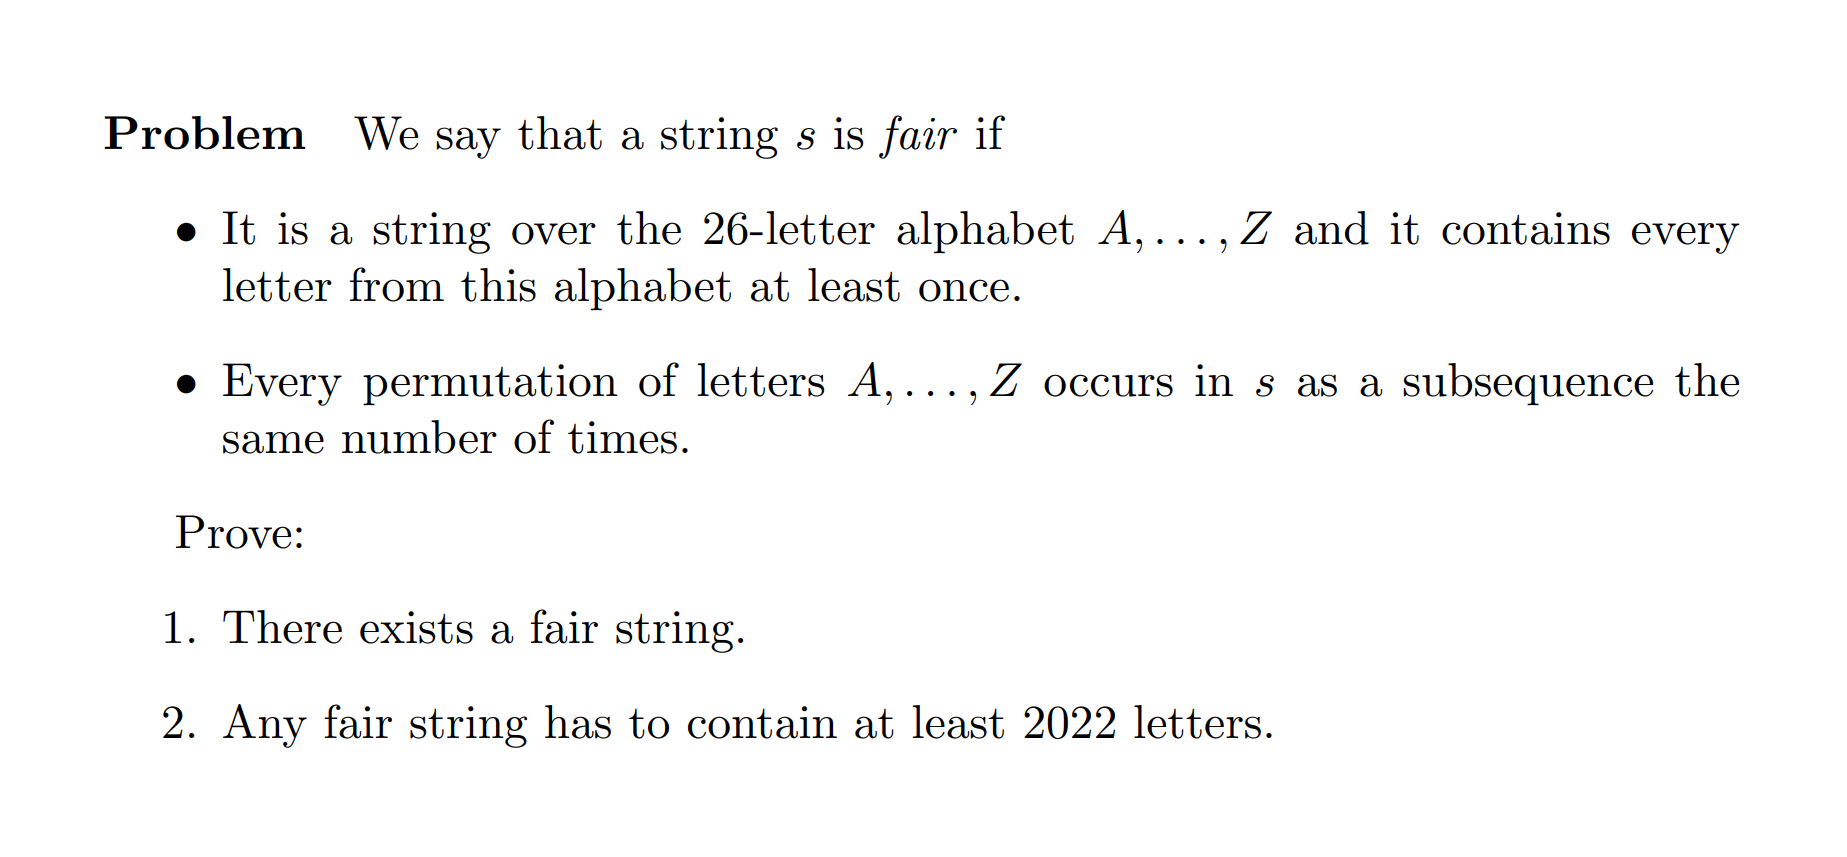 Problem We say that a string s is fair if
• It is a string over the 26-letter alphabet A, . . . , Z and it contains every
letter from this alphabet at least once.
• Every permutation of letters A, . . . , Z occurs in s as a subsequence the
same number of times.
Prove:
1. There exists a fair string.
2. Any fair string has to contain at least 2022 letters.